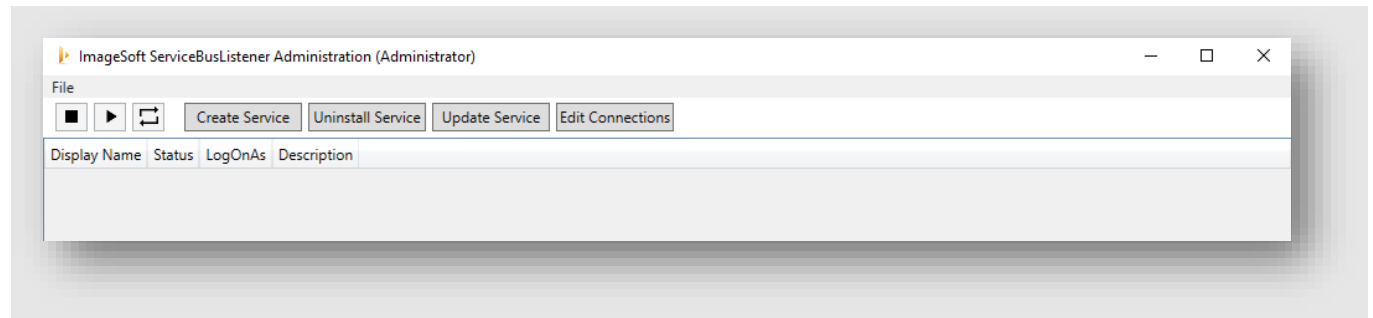 ImageSoft ServiceBusListener Administration (Administrator)
File
Create Service Uninstall Service Update Service Edit Connections
Display Name Status LogOnAs Description